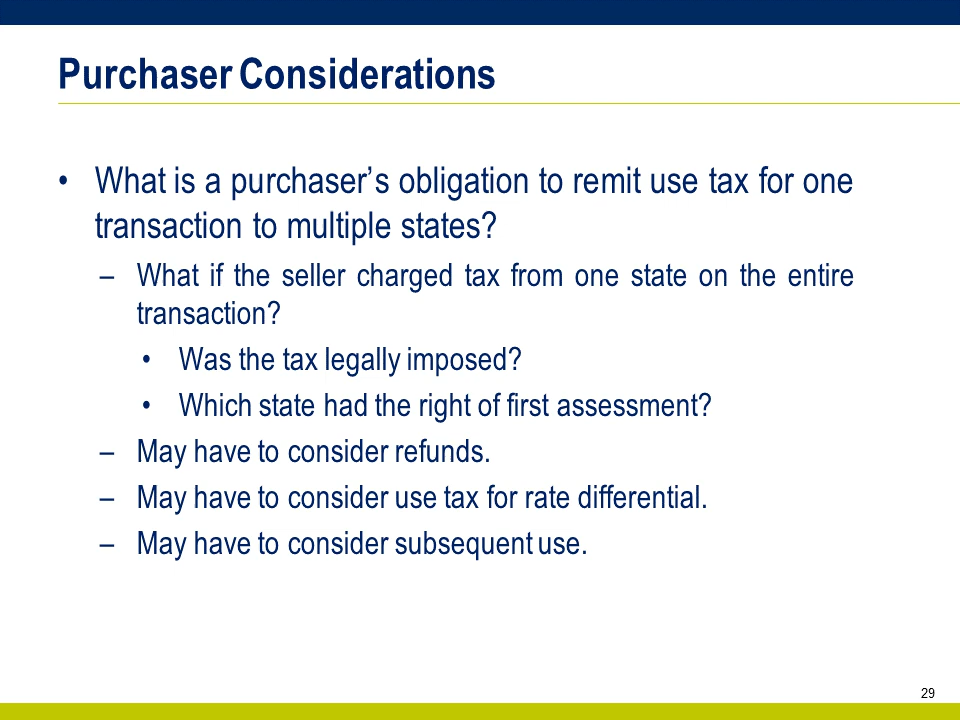 Purchaser Considerations
• What is a purchaser’s obligation to remit use tax for one
transaction to multiple states?
– What if the seller charged tax from one state on the entire
transaction?
• Was the tax legally imposed?
• Which state had the right of first assessment?
– May have to consider refunds.
– May have to consider use tax for rate differential.
– May have to consider subsequent use.
29